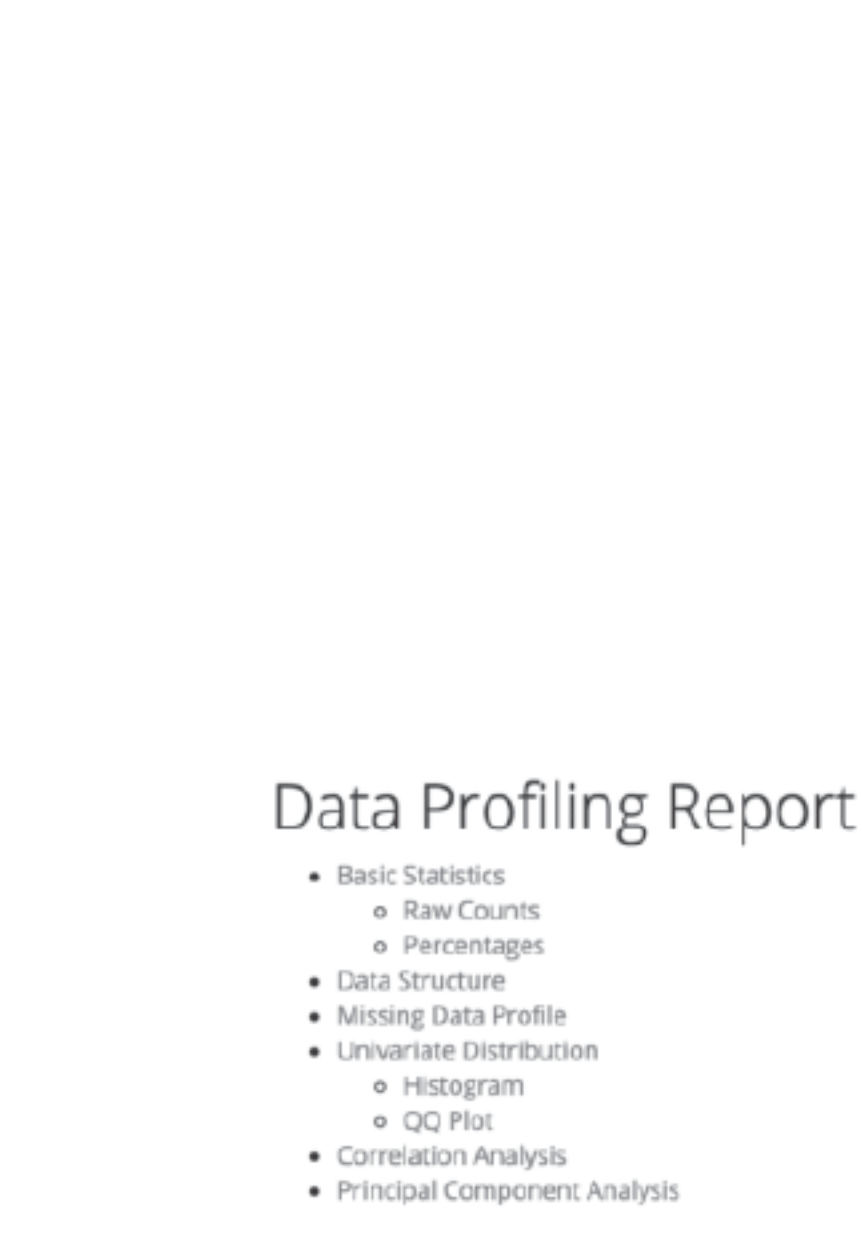 Data Profiling Report
Basic Statistics
Raw Counts
Percentages
Data Structure
Missing Data Profile
Univariate Distribution
Histogram
QQ Plot
Correlation Analysis
Principal Component Analysis